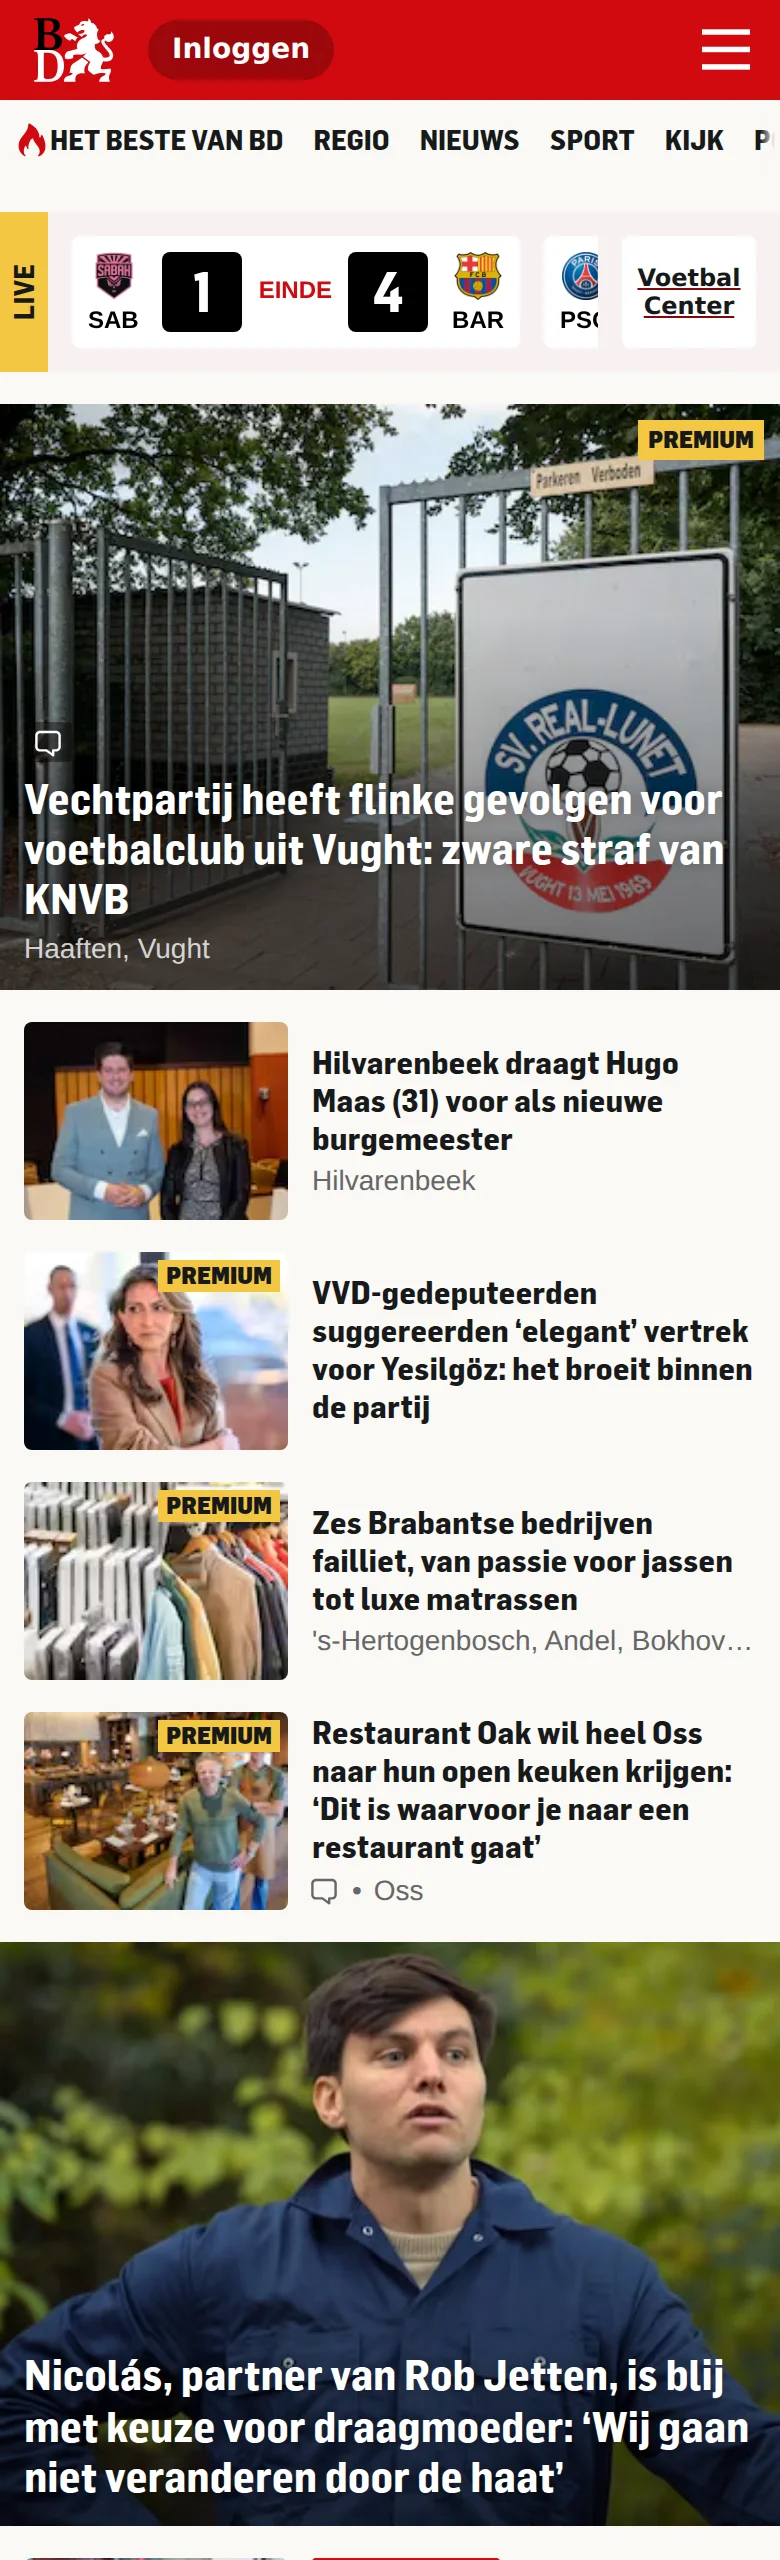 BD
Inloggen
HET BESTE VAN BD REGIO NIEUWS SPORT KIJK
LIVE
SABAH
SAB
1
EINDE
4
FCB
BAR
PARIS
Voetbal
Center
PREMIUM
Parkeren Verboden
SV. REAL-LUNET
VUGHT 13 MEI 1969
Vechtpartij heeft flinke gevolgen voor
voetbalclub uit Vught: zware straf van
KNVB
Haaften, Vught
Hilvarenbeek draagt Hugo
Maas (31) voor als nieuwe
burgemeester
Hilvarenbeek
PREMIUM
VVD-gedeputeerden
suggereerden ‘elegant’ vertrek
voor Yesilgöz: het broeit binnen
de partij
PREMIUM
Zes Brabantse bedrijven
failliet, van passie voor jassen
tot luxe matrassen
's-Hertogenbosch, Andel, Bokhov…
PREMIUM
Restaurant Oak wil heel Oss
naar hun open keuken krijgen:
‘Dit is waarvoor je naar een
restaurant gaat’
• Oss
Nicolás, partner van Rob Jetten, is blij
met keuze voor draagmoeder: ‘Wij gaan
niet veranderen door de haat’